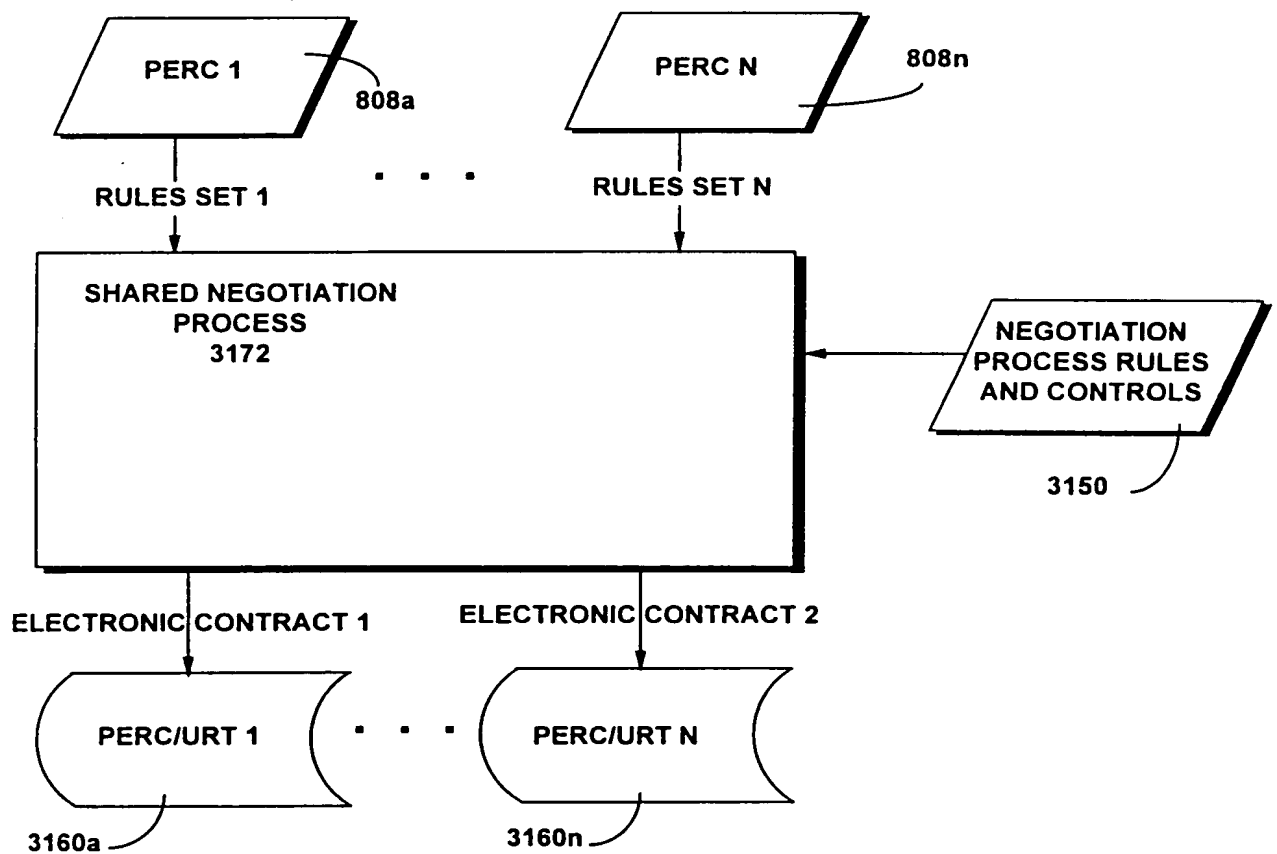 PERC 1
808a
PERC N
808n
RULES SET 1
RULES SET N
SHARED NEGOTIATION
PROCESS
3172
NEGOTIATION
PROCESS RULES
AND CONTROLS
3150
ELECTRONIC CONTRACT 1
ELECTRONIC CONTRACT 2
PERC/URT 1
PERC/URT N
3160a
3160n